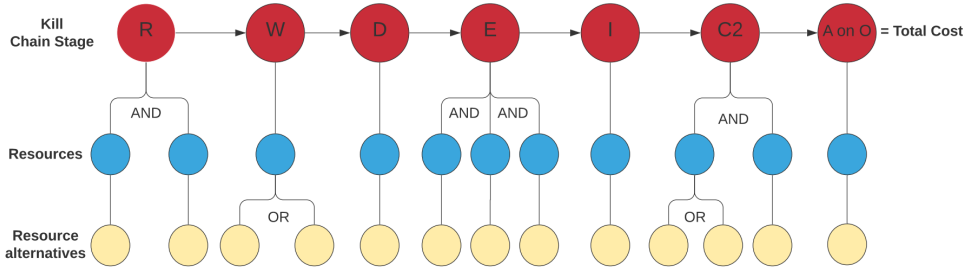 Kill
Chain Stage
R
W
D
E
I
C2
A on O
= Total Cost
AND
AND
AND
AND
Resources
OR
OR
Resource
alternatives